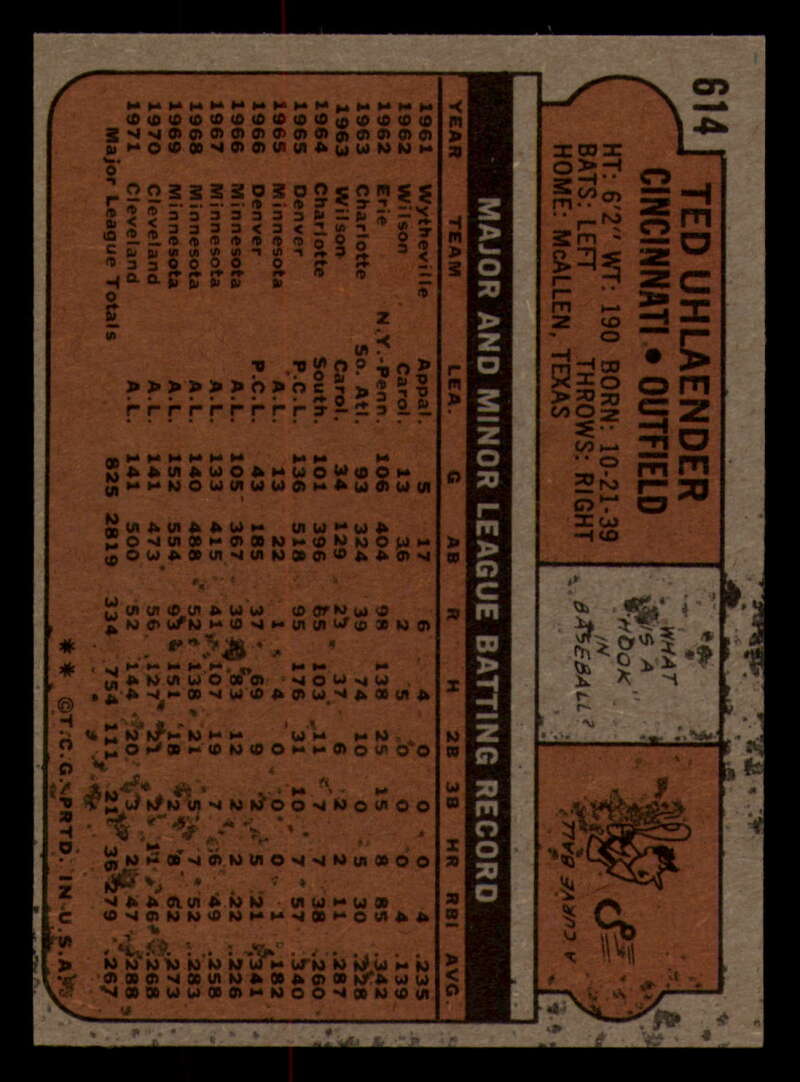 614
TED UHLAENDER
CINCINNATI • OUTFIELD
HT: 6'2" WT: 190 BORN: 10-21-39
BATS: LEFT THROWS: RIGHT
HOME: McALLEN, TEXAS
WHAT
IS A
"HOOK"
IN
BASEBALL?
A CURVE BALL
MAJOR AND MINOR LEAGUE BATTING RECORD
YEAR TEAM LEA. G AB R H 2B 3B HR RBI AVG.
1961 Wytheville Appal. 5 17 6 4 0 0 0 4 .235
1962 Wilson Carol. 13 36 2 5 0 0 0 4 .139
1962 Erie N.Y.-Penn. 106 404 98 138 25 15 8 85 .342
1963 Charlotte So. Atl. 93 324 39 74 10 0 5 30 .228
1963 Wilson Carol. 34 129 23 37 6 2 2 11 .287
1964 Charlotte South. 101 396 65 103 11 7 7 38 .260
1965 Denver P.C.L. 136 518 95 176 31 10 7 57 .340
1965 Minnesota A.L. 13 22 1 4 0 0 0 1 .182
1966 Denver P.C.L. 43 185 37 69 9 2 5 21 .341
1966 Minnesota A.L. 105 367 39 83 12 2 2 22 .226
1967 Minnesota A.L. 133 415 41 107 19 7 6 49 .258
1968 Minnesota A.L. 140 488 52 138 21 5 7 52 .283
1969 Minnesota A.L. 152 554 93 151 18 2 8 62 .273
1970 Cleveland A.L. 141 473 56 127 21 2 11 46 .268
1971 Cleveland A.L. 141 500 52 144 20 3 2 47 .288
Major League Totals 825 2819 334 754 111 21 36 279 .267
** ©T.C.G. PRTD. IN U.S.A.